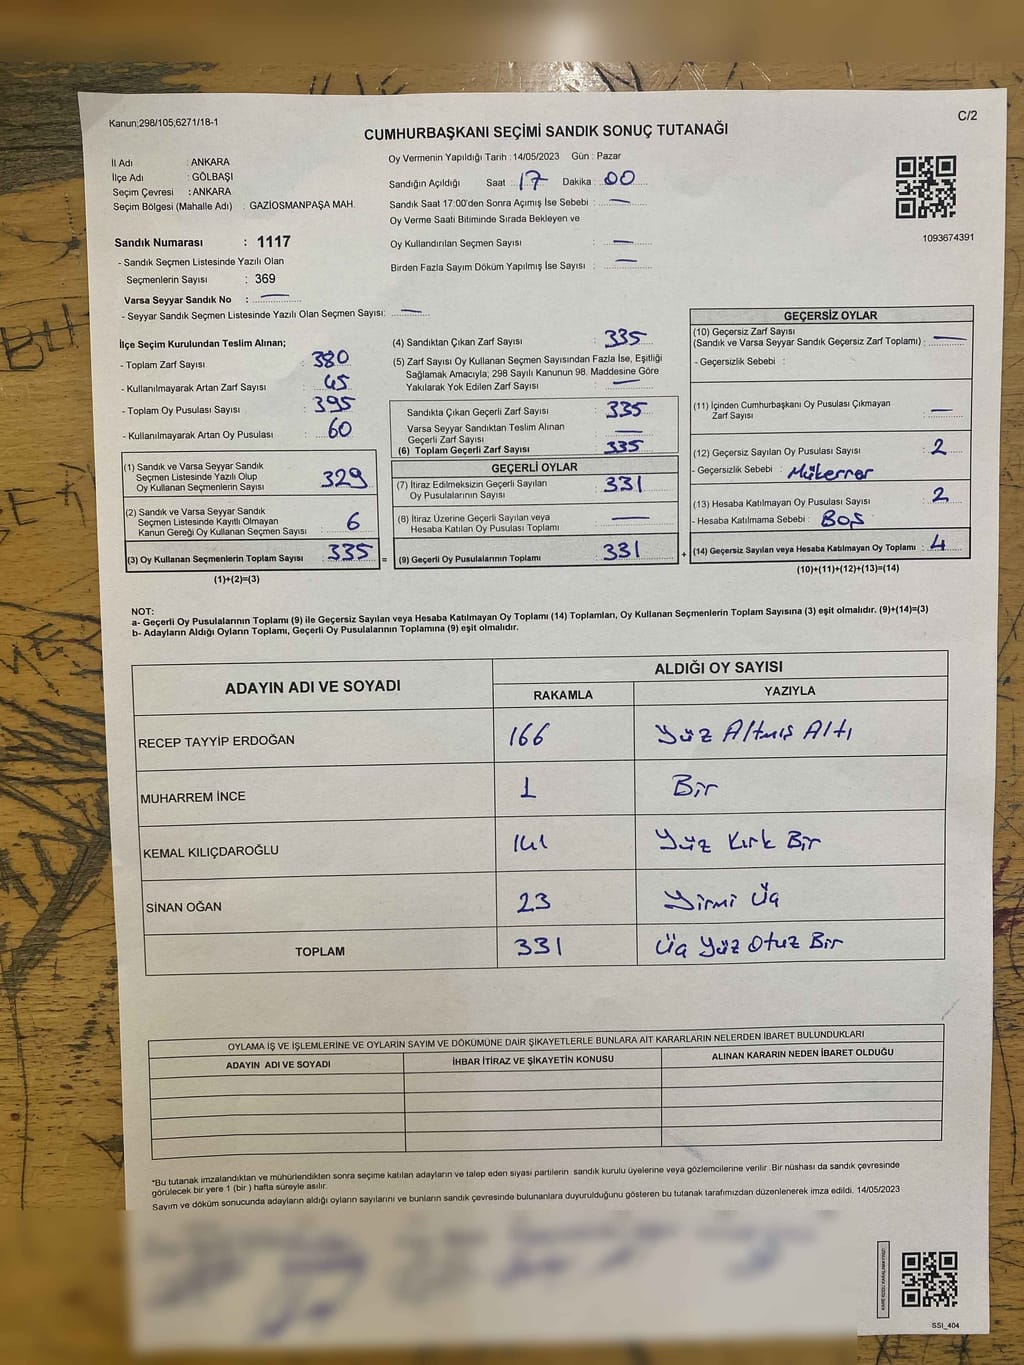 Kanun;298/105;6271/18-1
C/2
CUMHURBAŞKANI SEÇİMİ SANDIK SONUÇ TUTANAĞI
İl Adı : ANKARA
İlçe Adı : GÖLBAŞI
Seçim Çevresi : ANKARA
Seçim Bölgesi (Mahalle Adı) : GAZİOSMANPAŞA MAH.
Oy Vermenin Yapıldığı Tarih : 14/05/2023 Gün : Pazar
Sandığın Açıldığı Saat : 17 Dakika : 00
Sandık Saat 17:00'den Sonra Açımış İse Sebebi : —
Oy Verme Saati Bitiminde Sırada Bekleyen ve
Oy Kullandırılan Seçmen Sayısı : —
Birden Fazla Sayım Döküm Yapılmış İse Sayısı : —
1093674391
Sandık Numarası : 1117
- Sandık Seçmen Listesinde Yazılı Olan
Seçmenlerin Sayısı : 369
Varsa Seyyar Sandık No : —
- Seyyar Sandık Seçmen Listesinde Yazılı Olan Seçmen Sayısı: —
İlçe Seçim Kurulundan Teslim Alınan;
- Toplam Zarf Sayısı : 380
- Kullanılmayarak Artan Zarf Sayısı : 45
- Toplam Oy Pusulası Sayısı : 395
- Kullanılmayarak Artan Oy Pusulası : 60
(1) Sandık ve Varsa Seyyar Sandık
Seçmen Listesinde Yazılı Olup
Oy Kullanan Seçmenlerin Sayısı 329
(2) Sandık ve Varsa Seyyar Sandık
Seçmen Listesinde Kayıtlı Olmayan
Kanun Gereği Oy Kullanan Seçmen Sayısı 6
(3) Oy Kullanan Seçmenlerin Toplam Sayısı 335 =
(1)+(2)=(3)
(4) Sandıktan Çıkan Zarf Sayısı : 335
(5) Zarf Sayısı Oy Kullanan Seçmen Sayısından Fazla İse, Eşitliği
Sağlamak Amacıyla; 298 Sayılı Kanunun 98. Maddesine Göre
Yakılarak Yok Edilen Zarf Sayısı : —
Sandıkta Çıkan Geçerli Zarf Sayısı : 335
Varsa Seyyar Sandıktan Teslim Alınan
Geçerli Zarf Sayısı : —
(6) Toplam Geçerli Zarf Sayısı : 335
GEÇERLİ OYLAR
(7) İtiraz Edilmeksizin Geçerli Sayılan
Oy Pusulalarının Sayısı : 331
(8) İtiraz Üzerine Geçerli Sayılan veya
Hesaba Katılan Oy Pusulası Toplamı : —
(9) Geçerli Oy Pusulalarının Toplamı : 331 +
GEÇERSİZ OYLAR
(10) Geçersiz Zarf Sayısı
(Sandık ve Varsa Seyyar Sandık Geçersiz Zarf Toplamı) : —
- Geçersizlik Sebebi :
(11) İçinden Cumhurbaşkanı Oy Pusulası Çıkmayan
Zarf Sayısı : —
(12) Geçersiz Sayılan Oy Pusulası Sayısı : 2
- Geçersizlik Sebebi : Mükerrer
(13) Hesaba Katılmayan Oy Pusulası Sayısı : 2
- Hesaba Katılmama Sebebi : BOŞ
(14) Geçersiz Sayılan veya Hesaba Katılmayan Oy Toplamı : 4
(10)+(11)+(12)+(13)=(14)
NOT:
a- Geçerli Oy Pusulalarının Toplamı (9) ile Geçersiz Sayılan veya Hesaba Katılmayan Oy Toplamı (14) Toplamları, Oy Kullanan Seçmenlerin Toplam Sayısına (3) eşit olmalıdır. (9)+(14)=(3)
b- Adayların Aldığı Oyların Toplamı, Geçerli Oy Pusulalarının Toplamına (9) eşit olmalıdır.
ADAYIN ADI VE SOYADI
ALDIĞI OY SAYISI
RAKAMLA YAZIYLA
RECEP TAYYİP ERDOĞAN 166 Yüz Altmış Altı
MUHARREM İNCE 1 Bir
KEMAL KILIÇDAROĞLU 141 Yüz Kırk Bir
SİNAN OĞAN 23 Yirmi Üç
TOPLAM 331 Üç Yüz Otuz Bir
OYLAMA İŞ VE İŞLEMLERİNE VE OYLARIN SAYIM VE DÖKÜMÜNE DAİR ŞİKAYETLERLE BUNLARA AİT KARARLARIN NELERDEN İBARET BULUNDUKLARI
ADAYIN ADI VE SOYADI İHBAR İTİRAZ VE ŞİKAYETİN KONUSU ALINAN KARARIN NEDEN İBARET OLDUĞU
*Bu tutanak imzalandıktan ve mühürlendikten sonra seçime katılan adayların ve talep eden siyasi partilerin sandık kurulu üyelerine veya gözlemcilerine verilir. Bir nüshası da sandık çevresinde
görülecek bir yere 1 (bir ) hafta süreyle asılır.
Sayım ve döküm sonucunda adayların aldığı oyların sayılarını ve bunların sandık çevresinde bulunanlara duyurulduğunu gösteren bu tutanak tarafımızdan düzenlenerek imza edildi. 14/05/2023
SSI_404